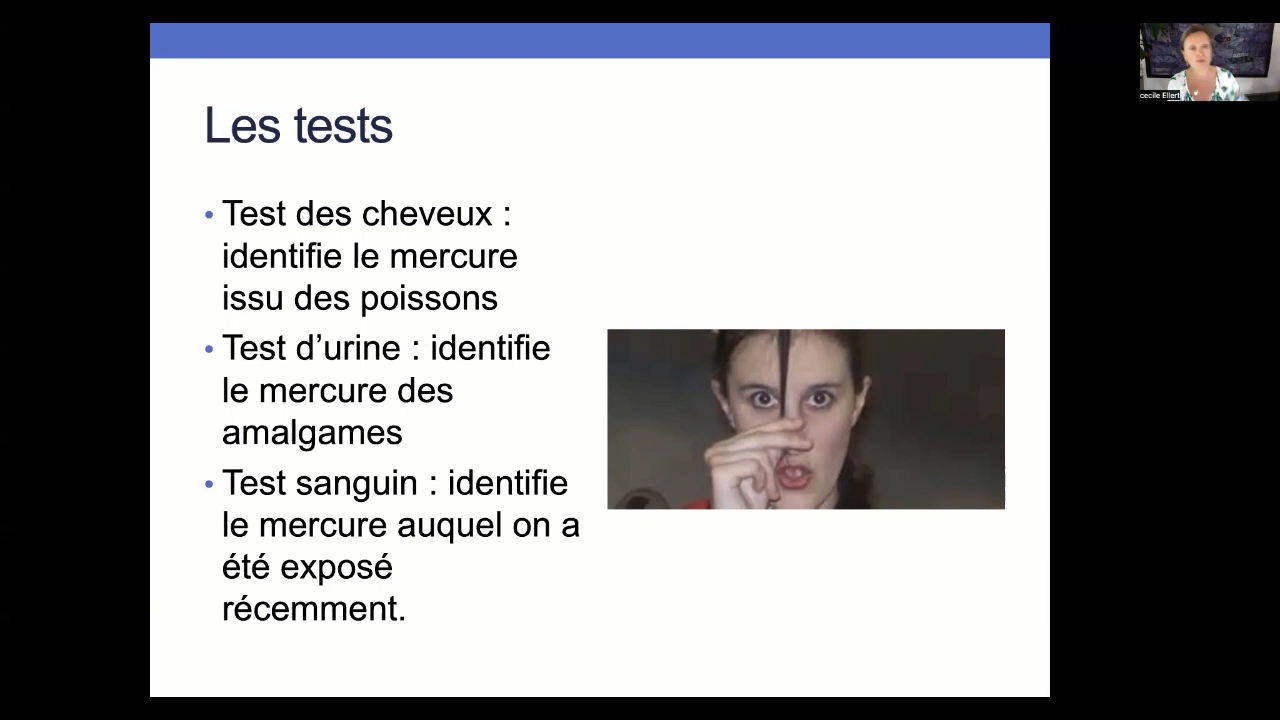 Les tests
• Test des cheveux :
identifie le mercure
issu des poissons
• Test d’urine : identifie
le mercure des
amalgames
• Test sanguin : identifie
le mercure auquel on a
été exposé
récemment.
cecile Ellert